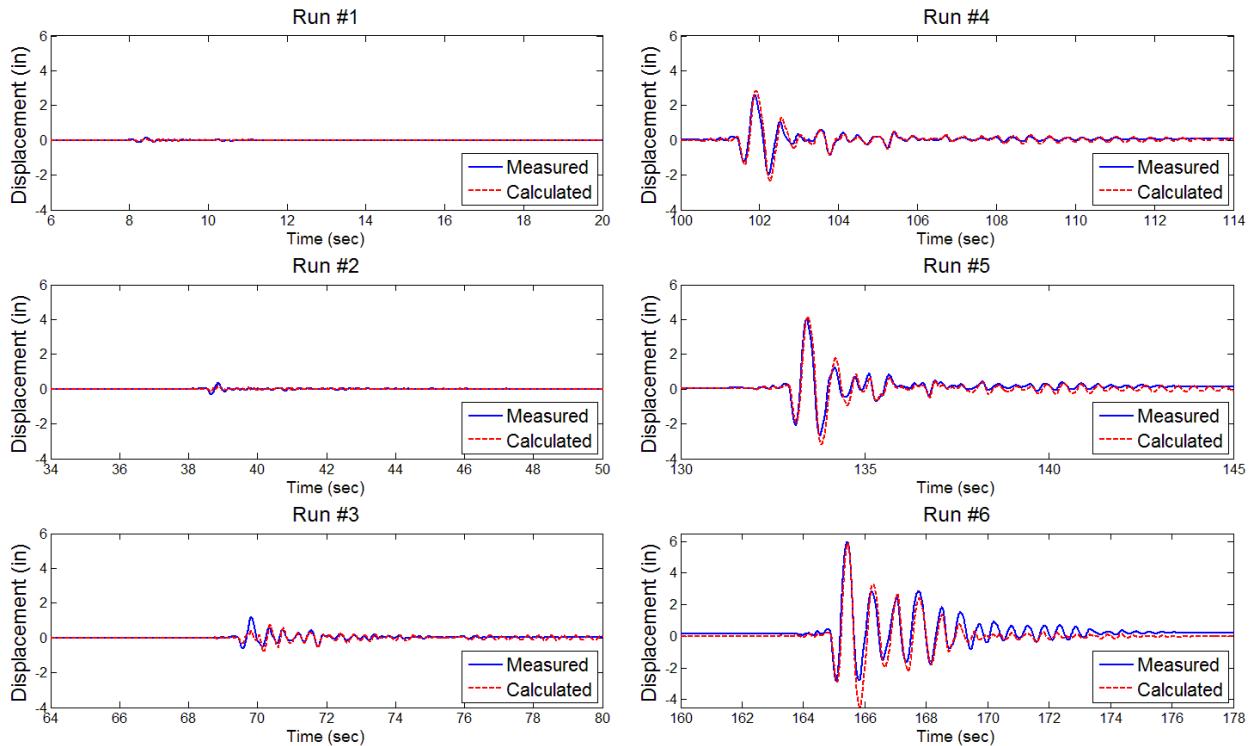 Run #1
Displacement (in)
6
4
2
0
-2
-4
Measured
Calculated
6 8 10 12 14 16 18 20
Time (sec)
Run #2
Displacement (in)
6
4
2
0
-2
-4
Measured
Calculated
34 36 38 40 42 44 46 48 50
Time (sec)
Run #3
Displacement (in)
6
4
2
0
-2
-4
Measured
Calculated
64 66 68 70 72 74 76 78 80
Time (sec)
Run #4
Displacement (in)
6
4
2
0
-2
-4
Measured
Calculated
100 102 104 106 108 110 112 114
Time (sec)
Run #5
Displacement (in)
6
4
2
0
-2
-4
Measured
Calculated
130 135 140 145
Time (sec)
Run #6
Displacement (in)
6
4
2
0
-2
-4
Measured
Calculated
160 162 164 166 168 170 172 174 176 178
Time (sec)